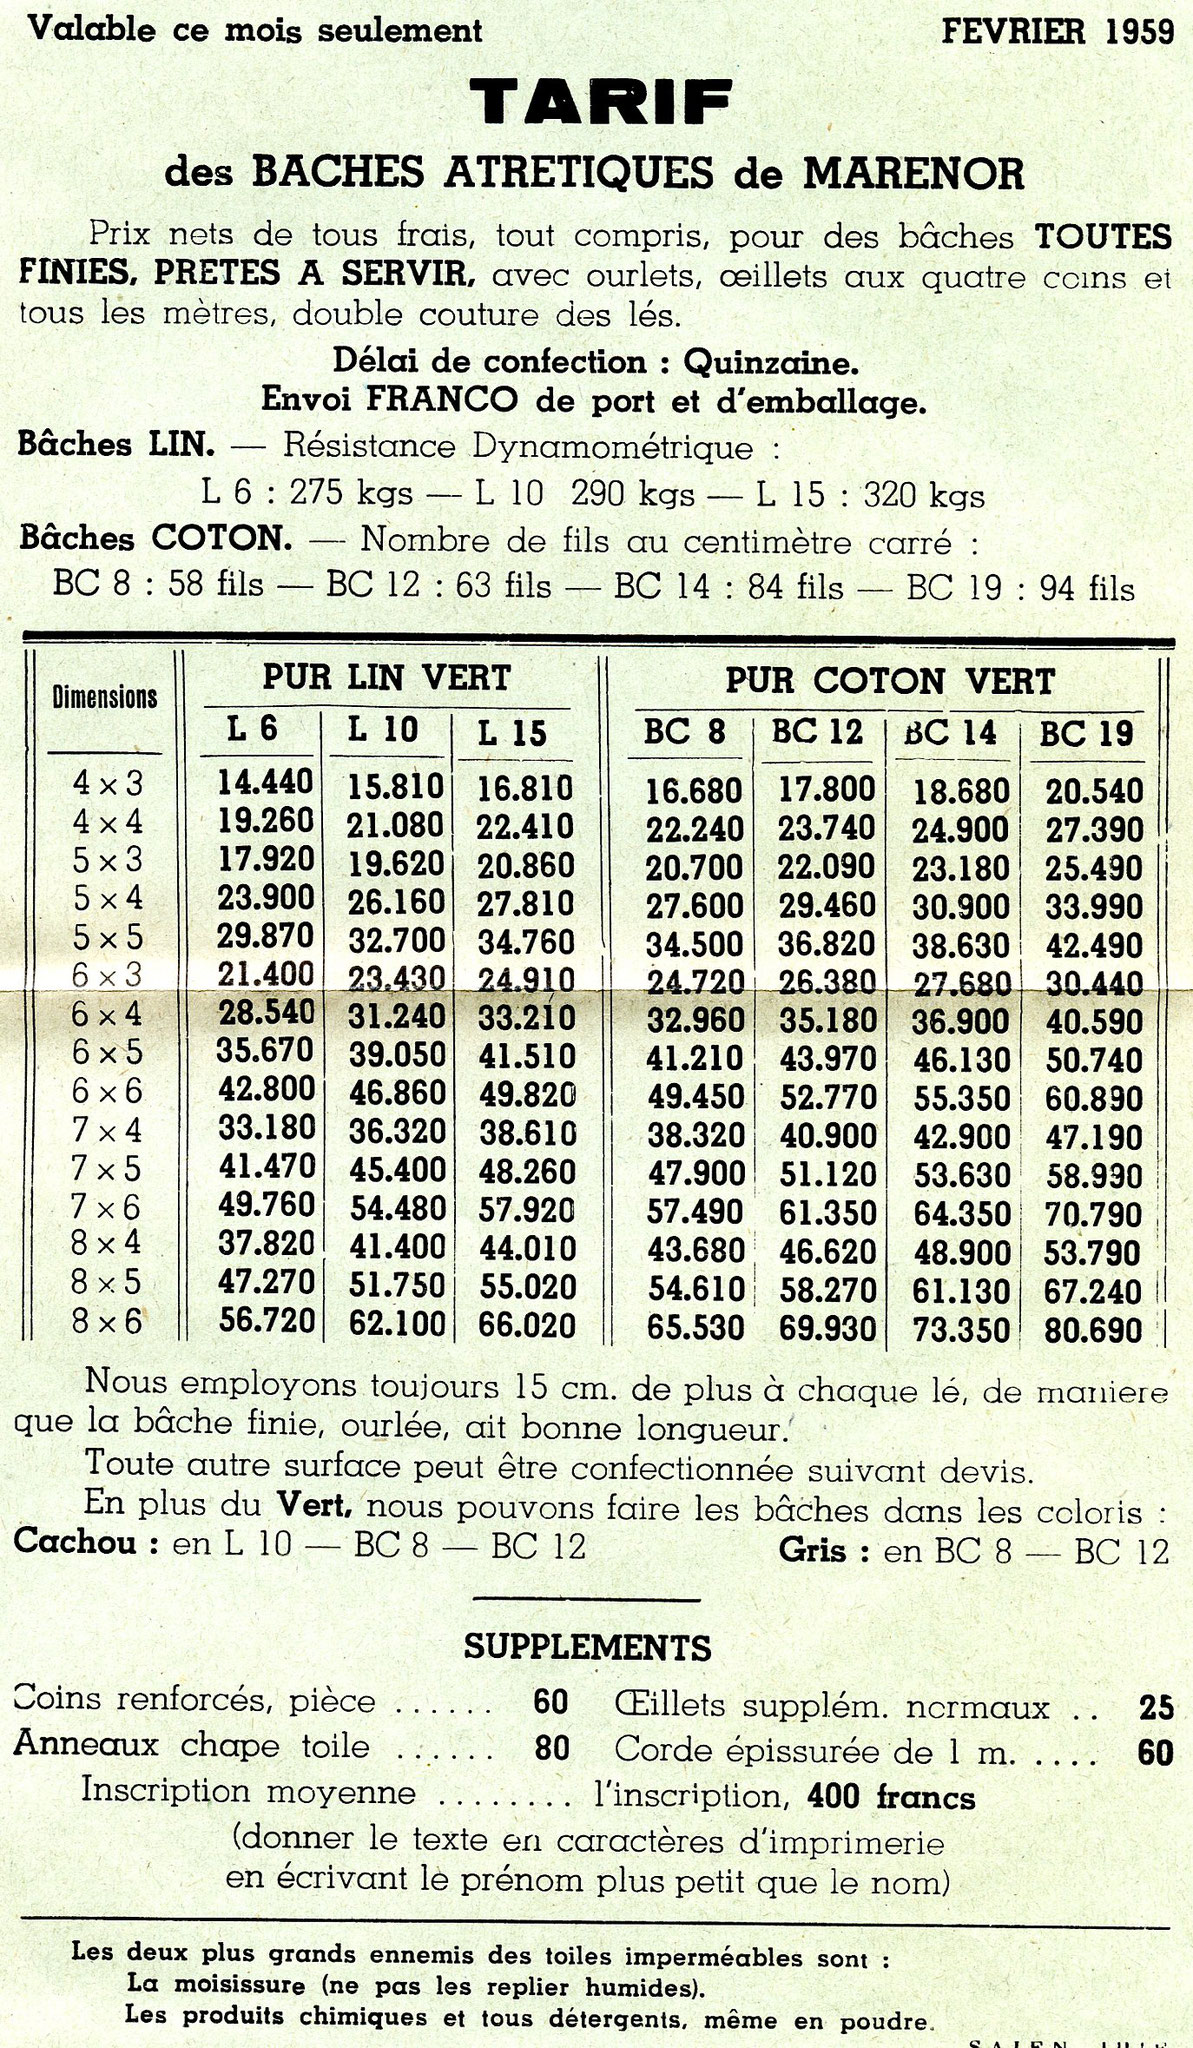 Valable ce mois seulement FEVRIER 1959
TARIF
des BACHES ATRETIQUES de MARENOR
Prix nets de tous frais, tout compris, pour des bâches TOUTES
FINIES, PRETES A SERVIR, avec ourlets, œillets aux quatre coins et
tous les mètres, double couture des lés.
Délai de confection : Quinzaine.
Envoi FRANCO de port et d'emballage.
Bâches LIN. — Résistance Dynamométrique :
L 6 : 275 kgs — L 10 290 kgs — L 15 : 320 kgs
Bâches COTON. — Nombre de fils au centimètre carré :
BC 8 : 58 fils — BC 12 : 63 fils — BC 14 : 84 fils — BC 19 : 94 fils
Dimensions PUR LIN VERT PUR COTON VERT
L 6 L 10 L 15 BC 8 BC 12 BC 14 BC 19
4 × 3 14.440 15.810 16.810 16.680 17.800 18.680 20.540
4 × 4 19.260 21.080 22.410 22.240 23.740 24.900 27.390
5 × 3 17.920 19.620 20.860 20.700 22.090 23.180 25.490
5 × 4 23.900 26.160 27.810 27.600 29.460 30.900 33.990
5 × 5 29.870 32.700 34.760 34.500 36.820 38.630 42.490
6 × 3 21.400 23.430 24.910 24.720 26.380 27.680 30.440
6 × 4 28.540 31.240 33.210 32.960 35.180 36.900 40.590
6 × 5 35.670 39.050 41.510 41.210 43.970 46.130 50.740
6 × 6 42.800 46.860 49.820 49.450 52.770 55.350 60.890
7 × 4 33.180 36.320 38.610 38.320 40.900 42.900 47.190
7 × 5 41.470 45.400 48.260 47.900 51.120 53.630 58.990
7 × 6 49.760 54.480 57.920 57.490 61.350 64.350 70.790
8 × 4 37.820 41.400 44.010 43.680 46.620 48.900 53.790
8 × 5 47.270 51.750 55.020 54.610 58.270 61.130 67.240
8 × 6 56.720 62.100 66.020 65.530 69.930 73.350 80.690
Nous employons toujours 15 cm. de plus à chaque lé, de maniere
que la bâche finie, ourlée, ait bonne longueur.
Toute autre surface peut être confectionnée suivant devis.
En plus du Vert, nous pouvons faire les bâches dans les coloris :
Cachou : en L 10 — BC 8 — BC 12 Gris : en BC 8 — BC 12
SUPPLEMENTS
Coins renforcés, pièce ...... 60 Œillets supplém. normaux .. 25
Anneaux chape toile ...... 80 Corde épissurée de 1 m. .... 60
Inscription moyenne ........ l'inscription, 400 francs
(donner le texte en caractères d'imprimerie
en écrivant le prénom plus petit que le nom)
Les deux plus grands ennemis des toiles imperméables sont :
La moisissure (ne pas les replier humides).
Les produits chimiques et tous détergents, même en poudre.